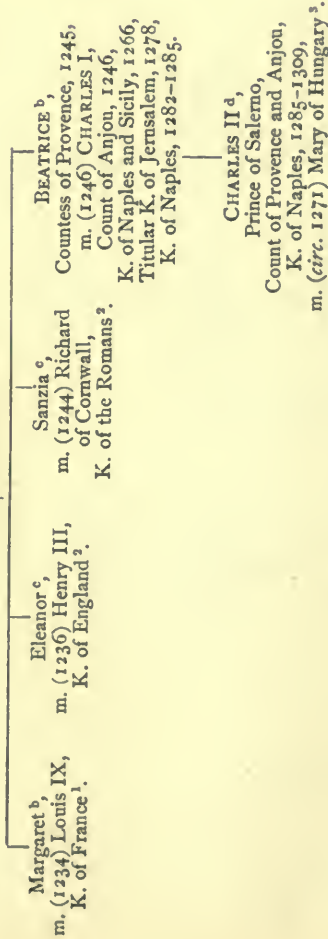 Margaret ᵇ,
m. (1234) Louis IX,
K. of France ¹.
Eleanor ᶜ,
m. (1236) Henry III,
K. of England ².
Sanzia ᶜ,
m. (1244) Richard
of Cornwall,
K. of the Romans ².
BEATRICE ᵇ,
Countess of Provence, 1245,
m. (1246) CHARLES I,
Count of Anjou, 1246,
K. of Naples and Sicily, 1266,
Titular K. of Jerusalem, 1278,
K. of Naples, 1282–1285.
CHARLES II ᵈ,
Prince of Salerno,
Count of Provence and Anjou,
K. of Naples, 1285–1309,
m. (circ. 1271) Mary of Hungary ³.